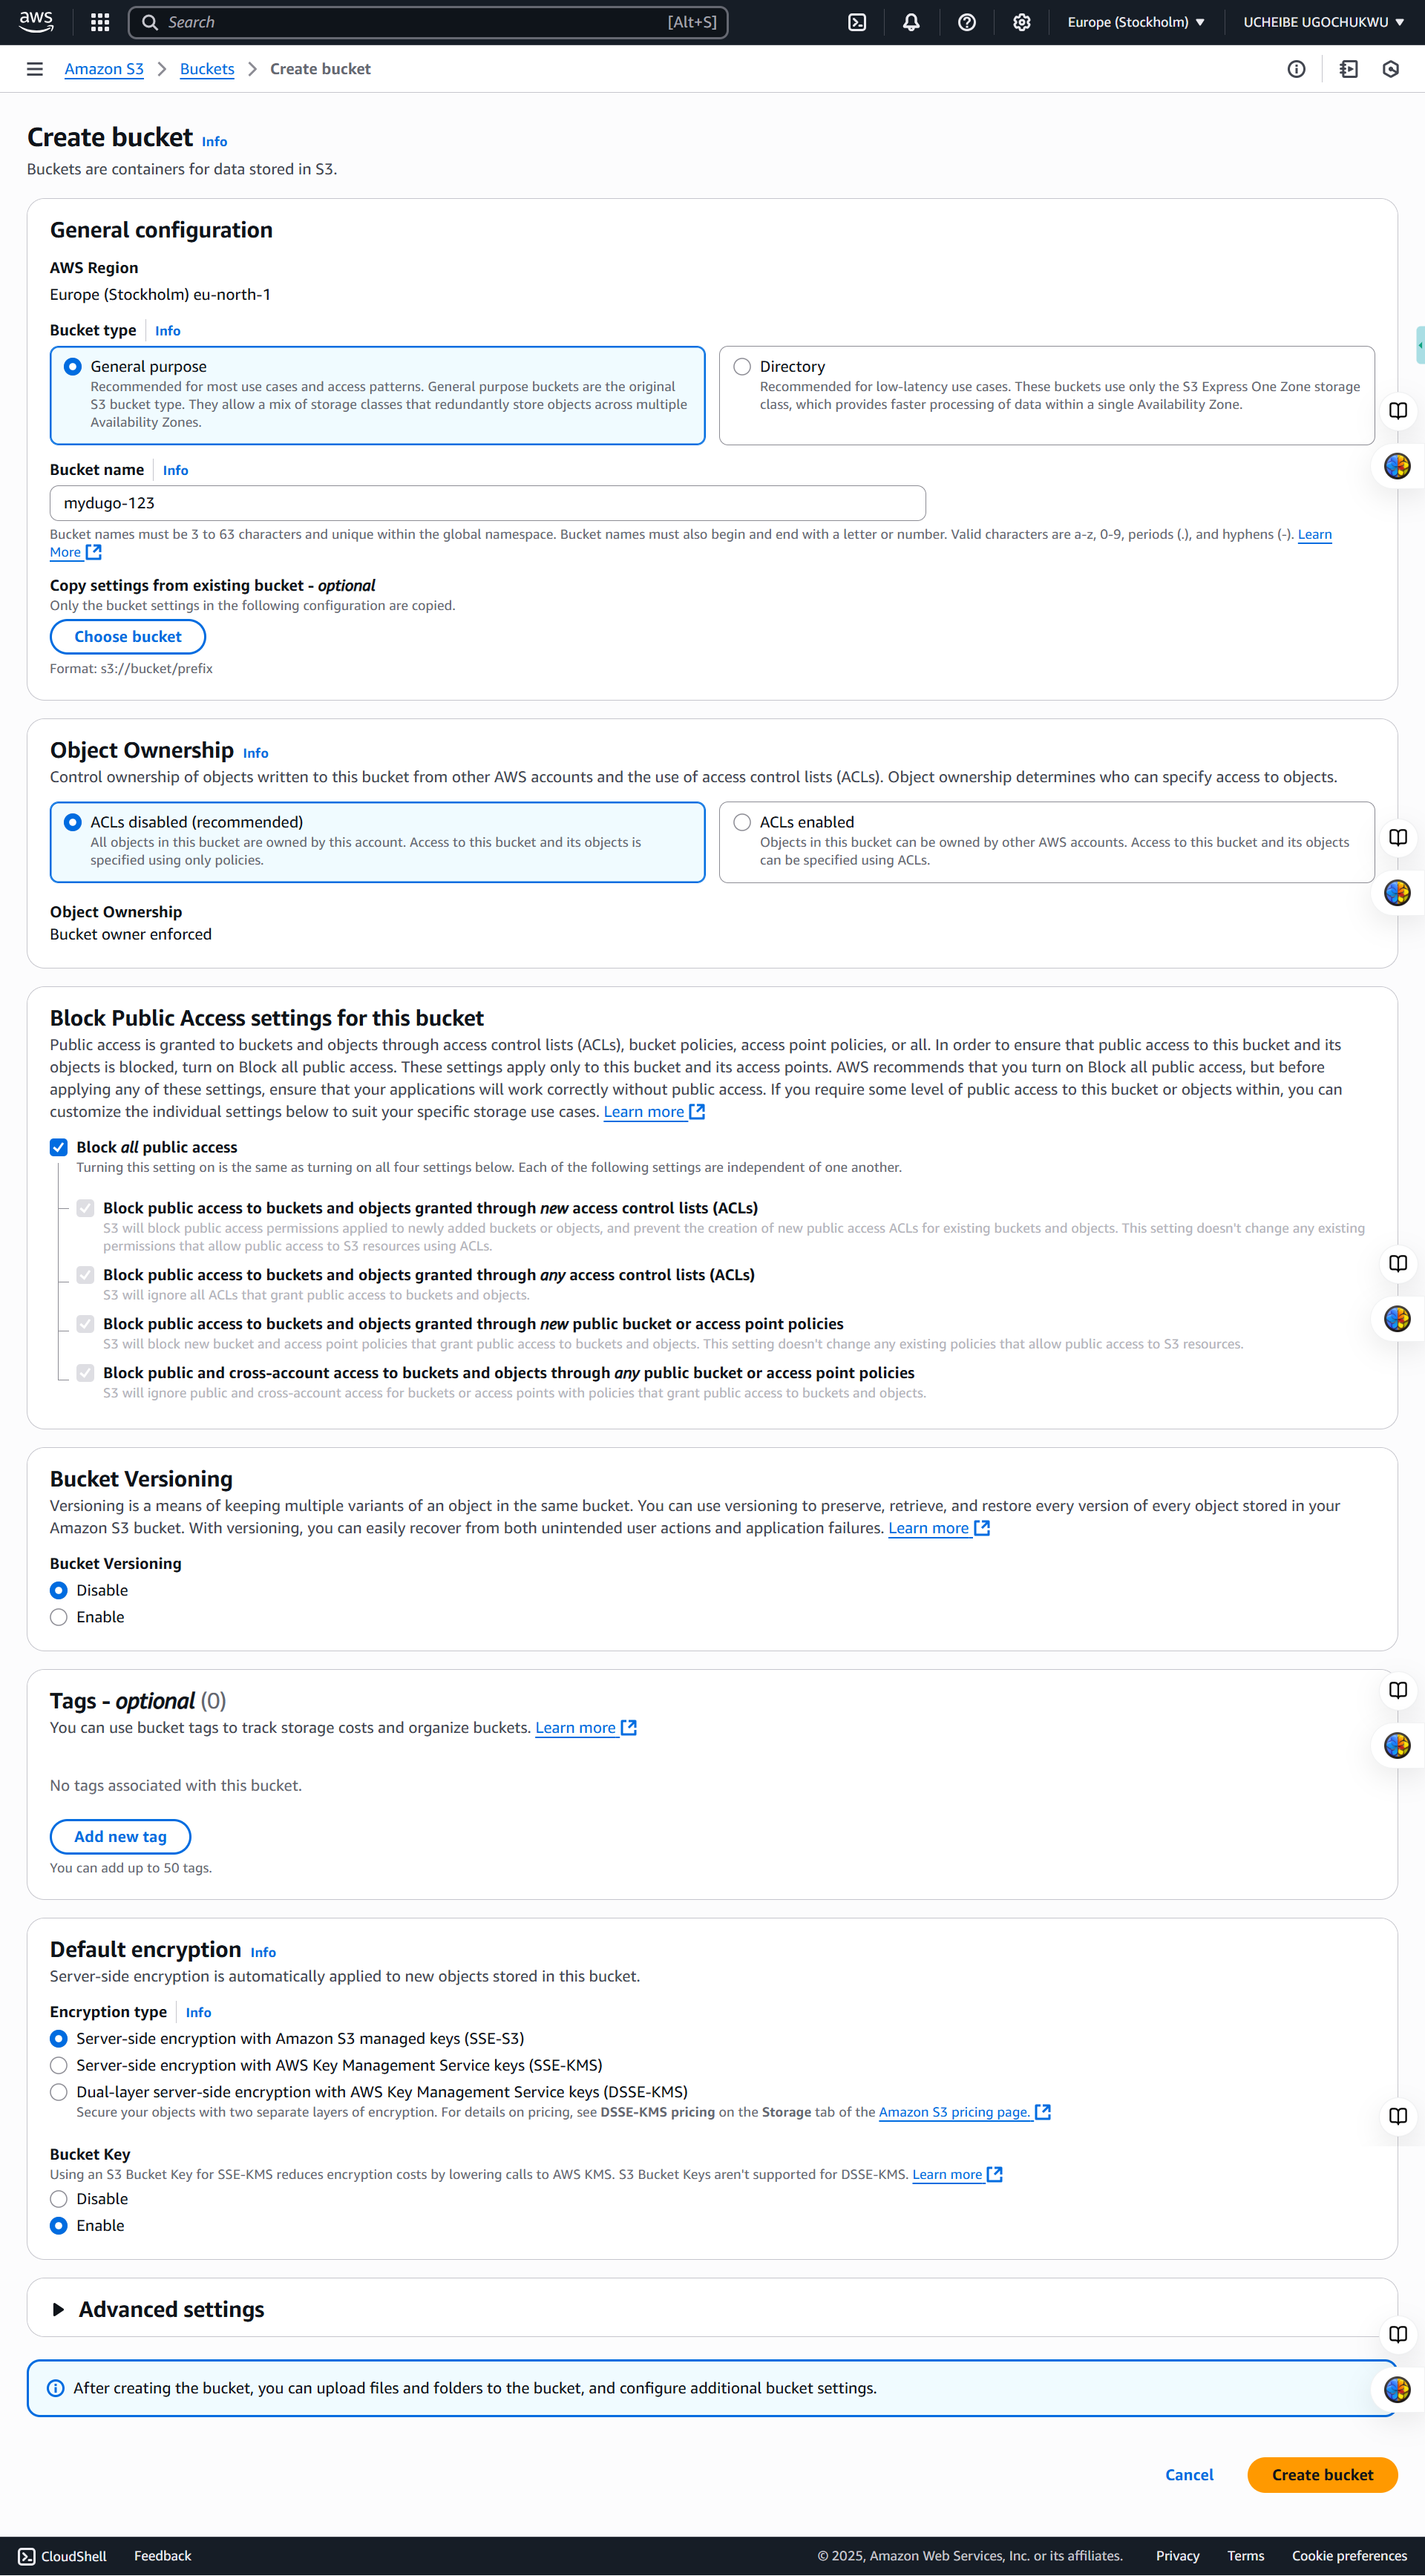 aws
Search
[Alt+S]
Europe (Stockholm)
UCHEIBE UGOCHUKWU
Amazon S3
Buckets
Create bucket
Create bucket Info
Buckets are containers for data stored in S3.
General configuration
AWS Region
Europe (Stockholm) eu-north-1
Bucket type Info
General purpose
Recommended for most use cases and access patterns. General purpose buckets are the original
S3 bucket type. They allow a mix of storage classes that redundantly store objects across multiple
Availability Zones.
Directory
Recommended for low-latency use cases. These buckets use only the S3 Express One Zone storage
class, which provides faster processing of data within a single Availability Zone.
Bucket name Info
mydugo-123
Bucket names must be 3 to 63 characters and unique within the global namespace. Bucket names must also begin and end with a letter or number. Valid characters are a-z, 0-9, periods (.), and hyphens (-). Learn
More
Copy settings from existing bucket - optional
Only the bucket settings in the following configuration are copied.
Choose bucket
Format: s3://bucket/prefix
Object Ownership Info
Control ownership of objects written to this bucket from other AWS accounts and the use of access control lists (ACLs). Object ownership determines who can specify access to objects.
ACLs disabled (recommended)
All objects in this bucket are owned by this account. Access to this bucket and its objects is
specified using only policies.
ACLs enabled
Objects in this bucket can be owned by other AWS accounts. Access to this bucket and its objects
can be specified using ACLs.
Object Ownership
Bucket owner enforced
Block Public Access settings for this bucket
Public access is granted to buckets and objects through access control lists (ACLs), bucket policies, access point policies, or all. In order to ensure that public access to this bucket and its
objects is blocked, turn on Block all public access. These settings apply only to this bucket and its access points. AWS recommends that you turn on Block all public access, but before
applying any of these settings, ensure that your applications will work correctly without public access. If you require some level of public access to this bucket or objects within, you can
customize the individual settings below to suit your specific storage use cases. Learn more
Block all public access
Turning this setting on is the same as turning on all four settings below. Each of the following settings are independent of one another.
Block public access to buckets and objects granted through new access control lists (ACLs)
S3 will block public access permissions applied to newly added buckets or objects, and prevent the creation of new public access ACLs for existing buckets and objects. This setting doesn't change any existing
permissions that allow public access to S3 resources using ACLs.
Block public access to buckets and objects granted through any access control lists (ACLs)
S3 will ignore all ACLs that grant public access to buckets and objects.
Block public access to buckets and objects granted through new public bucket or access point policies
S3 will block new bucket and access point policies that grant public access to buckets and objects. This setting doesn't change any existing policies that allow public access to S3 resources.
Block public and cross-account access to buckets and objects through any public bucket or access point policies
S3 will ignore public and cross-account access for buckets or access points with policies that grant public access to buckets and objects.
Bucket Versioning
Versioning is a means of keeping multiple variants of an object in the same bucket. You can use versioning to preserve, retrieve, and restore every version of every object stored in your
Amazon S3 bucket. With versioning, you can easily recover from both unintended user actions and application failures. Learn more
Bucket Versioning
Disable
Enable
Tags - optional (0)
You can use bucket tags to track storage costs and organize buckets. Learn more
No tags associated with this bucket.
Add new tag
You can add up to 50 tags.
Default encryption Info
Server-side encryption is automatically applied to new objects stored in this bucket.
Encryption type Info
Server-side encryption with Amazon S3 managed keys (SSE-S3)
Server-side encryption with AWS Key Management Service keys (SSE-KMS)
Dual-layer server-side encryption with AWS Key Management Service keys (DSSE-KMS)
Secure your objects with two separate layers of encryption. For details on pricing, see DSSE-KMS pricing on the Storage tab of the Amazon S3 pricing page.
Bucket Key
Using an S3 Bucket Key for SSE-KMS reduces encryption costs by lowering calls to AWS KMS. S3 Bucket Keys aren't supported for DSSE-KMS. Learn more
Disable
Enable
Advanced settings
After creating the bucket, you can upload files and folders to the bucket, and configure additional bucket settings.
Cancel
Create bucket
CloudShell
Feedback
© 2025, Amazon Web Services, Inc. or its affiliates.
Privacy
Terms
Cookie preferences